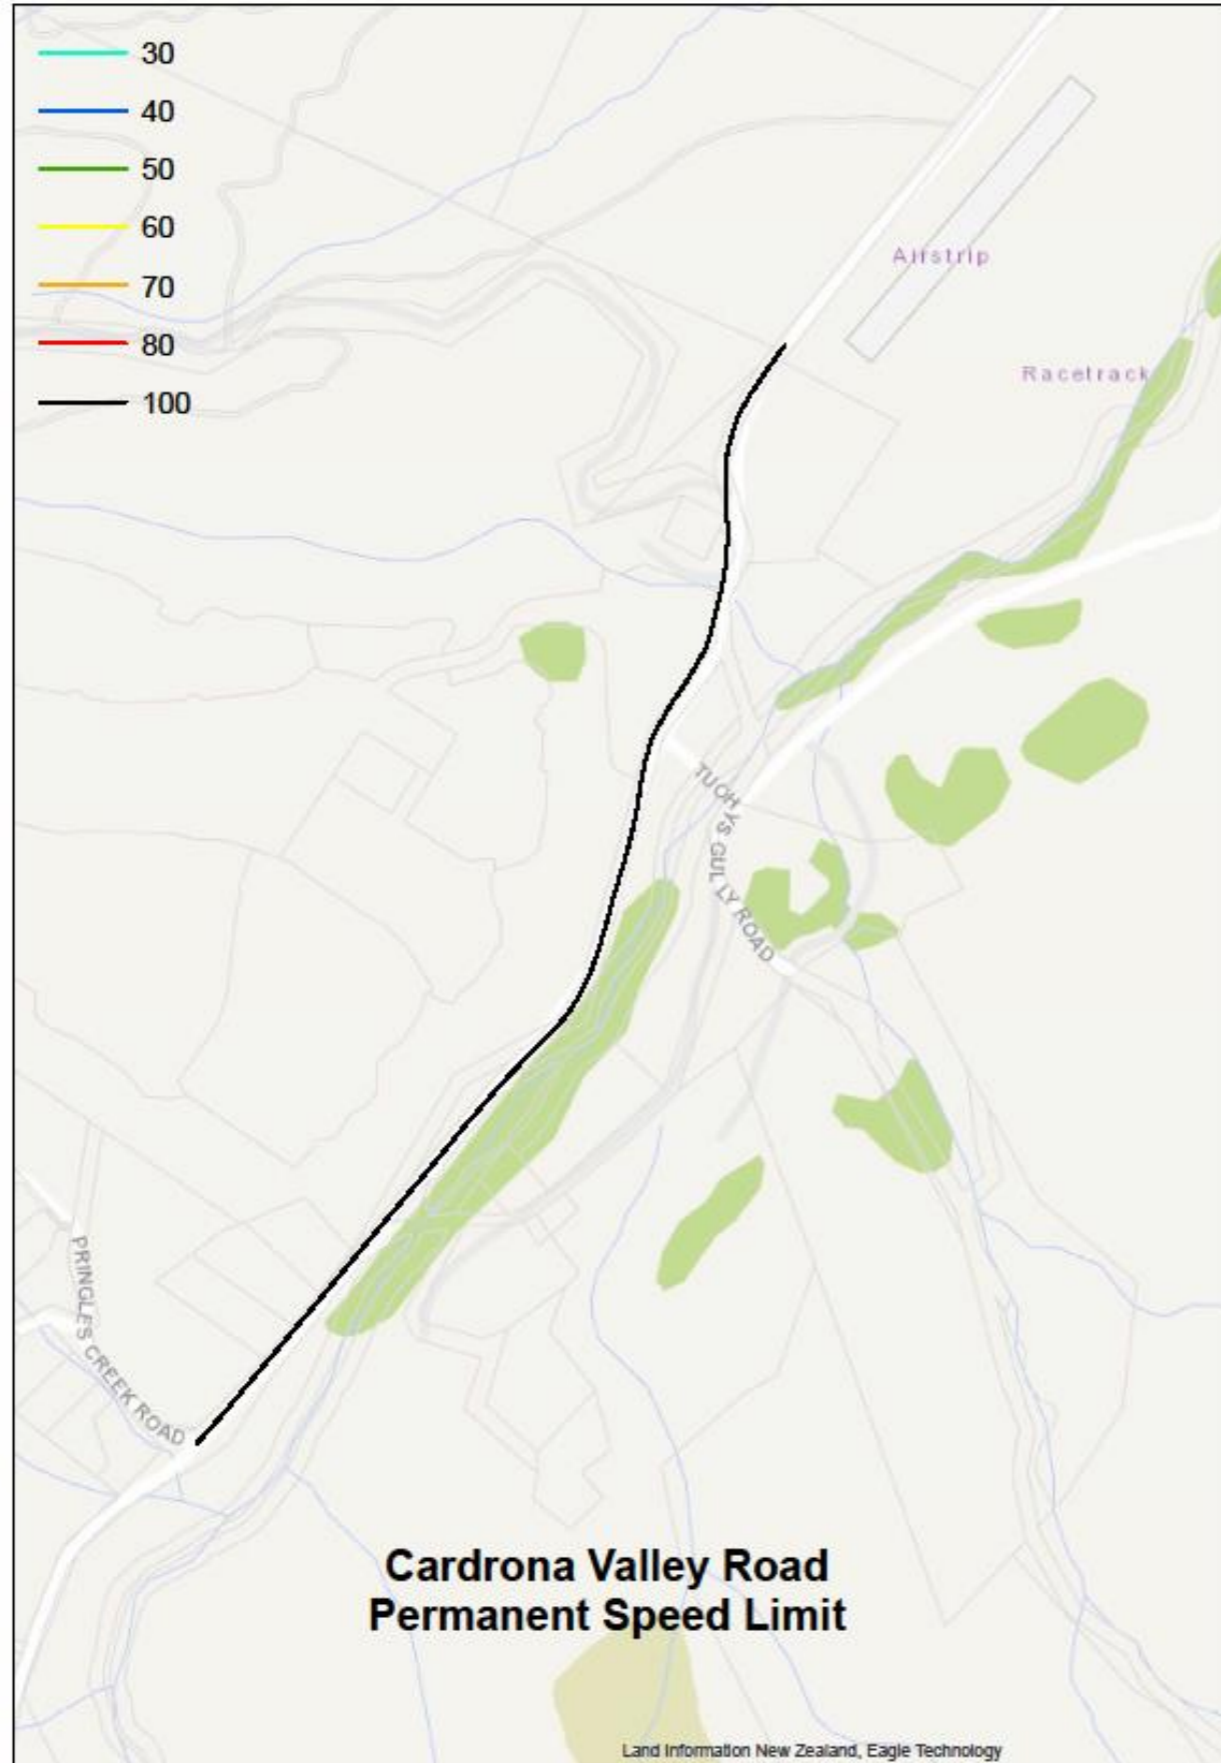 30
40
50
60
70
80
100
Airstrip
Racetrack
TUOHYS GULLY ROAD
PRINGLES CREEK ROAD
Cardrona Valley Road
Permanent Speed Limit
Land Information New Zealand, Eagle Technology